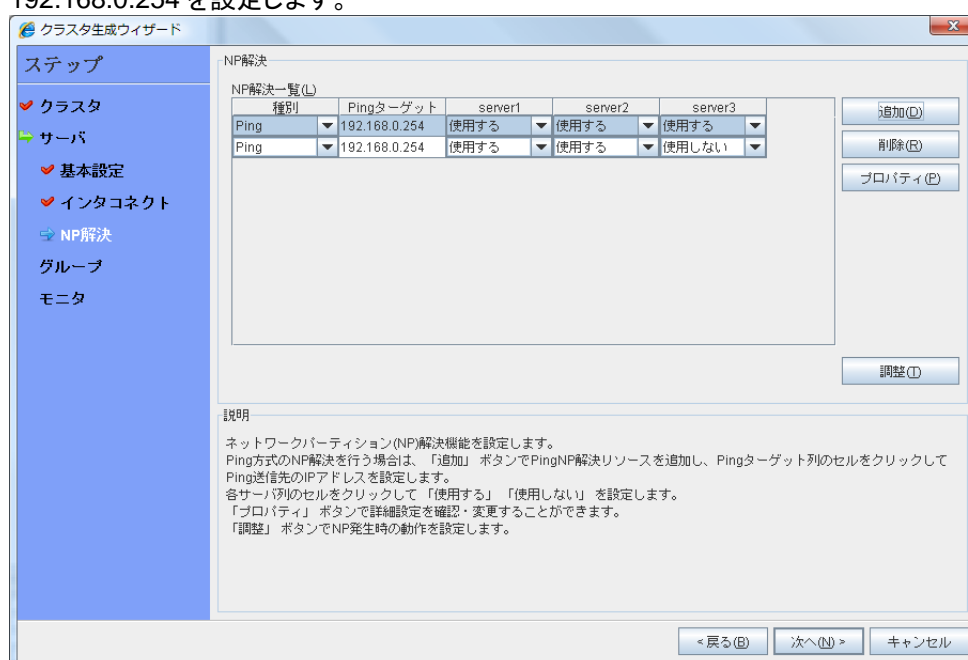 192.168.0.254 を設定します。
クラスタ生成ウィザード
ステップ
クラスタ
サーバ
基本設定
インタコネクト
NP解決
グループ
モニタ
NP解決
NP解決一覧(L)
種別 Pingターゲット server1 server2 server3
Ping 192.168.0.254 使用する 使用する 使用する
Ping 192.168.0.254 使用する 使用する 使用しない
追加(D)
削除(R)
プロパティ(P)
調整(T)
説明
ネットワークパーティション(NP)解決機能を設定します。
Ping方式のNP解決を行う場合は、「追加」 ボタンでPingNP解決リソースを追加し、Pingターゲット列のセルをクリックして
Ping送信先のIPアドレスを設定します。
各サーバ列のセルをクリックして 「使用する」 「使用しない」 を設定します。
「プロパティ」 ボタンで詳細設定を確認・変更することができます。
「調整」 ボタンでNP発生時の動作を設定します。
< 戻る(B)
次へ(N) >
キャンセル